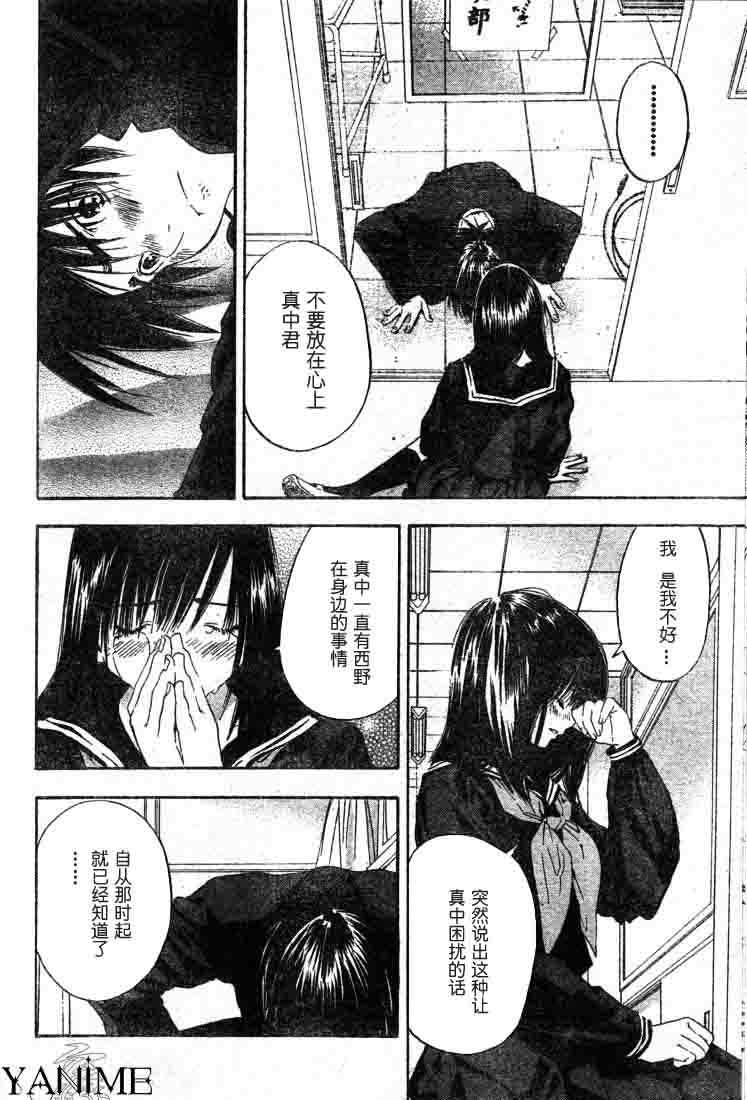 部
…………
不要放在心上
真中君
我 是我不好…
突然说出这种让
真中困扰的话
真中一直有西野
在身边的事情
自从那时起
就已经知道了
……
YANIME